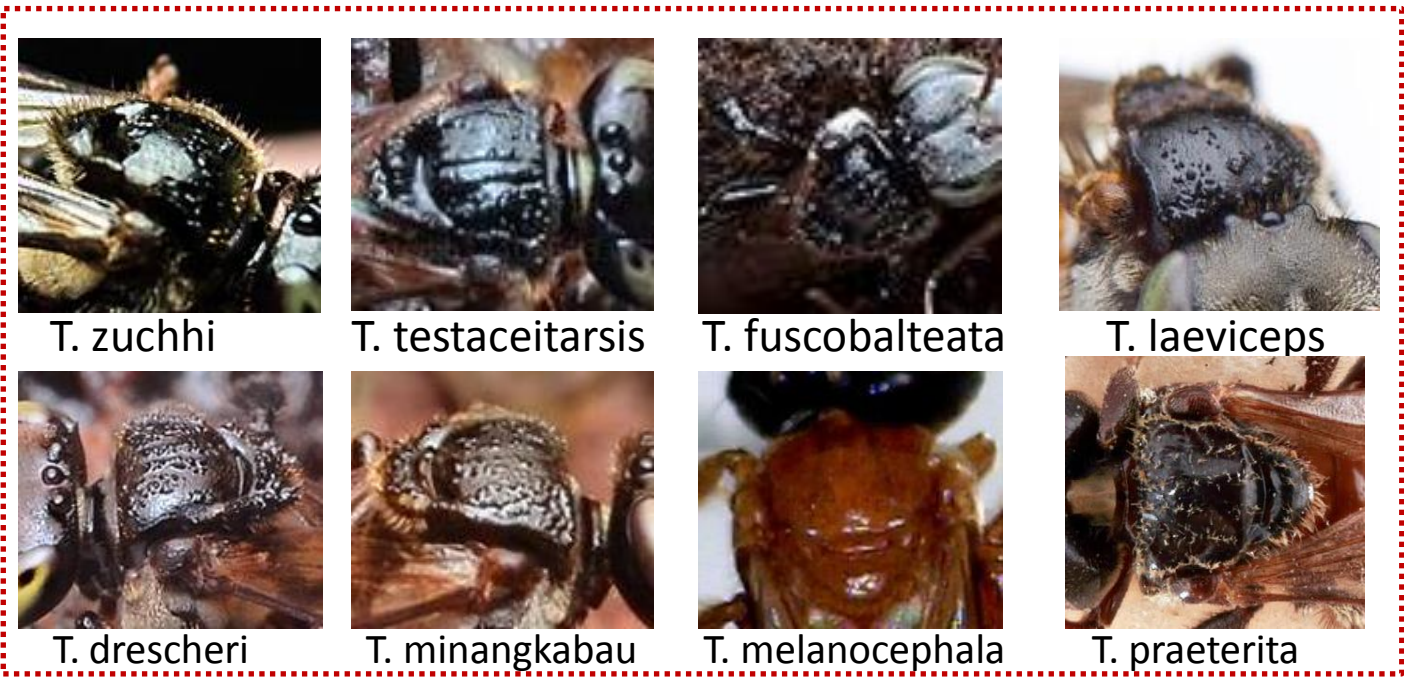 T. zuchhi
T. testaceitarsis
T. fuscobalteata
T. laeviceps
T. drescheri
T. minangkabau
T. melanocephala
T. praeterita